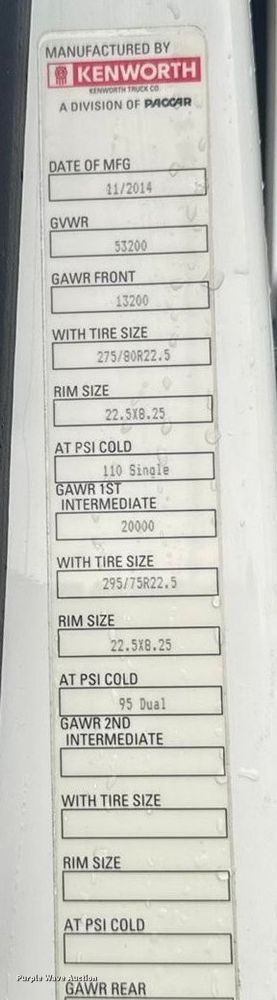 MANUFACTURED BY
KENWORTH
KENWORTH TRUCK CO.
A DIVISION OF PACCAR
DATE OF MFG
11/2014
GVWR
53200
GAWR FRONT
13200
WITH TIRE SIZE
275/80R22.5
RIM SIZE
22.5X8.25
AT PSI COLD
110 Single
GAWR 1ST
INTERMEDIATE
20000
WITH TIRE SIZE
295/75R22.5
RIM SIZE
22.5X8.25
AT PSI COLD
95 Dual
GAWR 2ND
INTERMEDIATE
WITH TIRE SIZE
RIM SIZE
AT PSI COLD
GAWR REAR
Purple Wave Auction